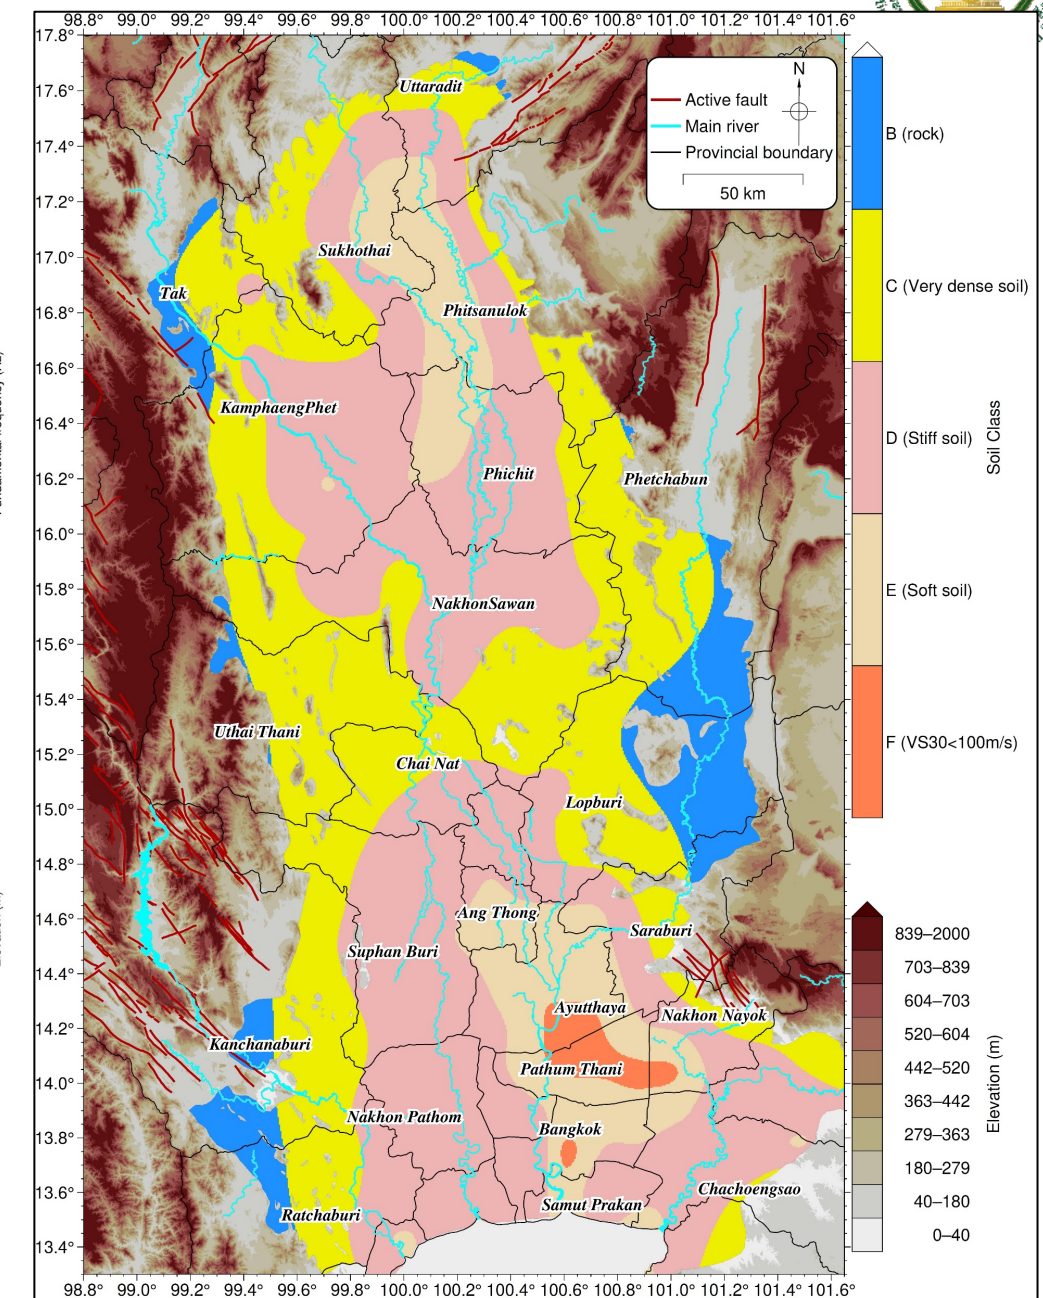 98.8° 99.0° 99.2° 99.4° 99.6° 99.8° 100.0° 100.2° 100.4° 100.6° 100.8° 101.0° 101.2° 101.4° 101.6°
17.8°
17.6°
17.4°
17.2°
17.0°
16.8°
16.6°
16.4°
16.2°
16.0°
15.8°
15.6°
15.4°
15.2°
15.0°
14.8°
14.6°
14.4°
14.2°
14.0°
13.8°
13.6°
13.4°
N
Active fault
Main river
Provincial boundary
50 km
Uttaradit
Sukhothai
Tak
Phitsanulok
KamphaengPhet
Phichit
Phetchabun
NakhonSawan
Uthai Thani
Chai Nat
Lopburi
Ang Thong
Saraburi
Suphan Buri
Ayutthaya
Nakhon Nayok
Kanchanaburi
Pathum Thani
Nakhon Pathom
Bangkok
Chachoengsao
Samut Prakan
Ratchaburi
B (rock)
C (Very dense soil)
D (Stiff soil)
E (Soft soil)
F (VS30<100m/s)
Soil Class
839–2000
703–839
604–703
520–604
442–520
363–442
279–363
180–279
40–180
0–40
Elevation (m)
98.8° 99.0° 99.2° 99.4° 99.6° 99.8° 100.0° 100.2° 100.4° 100.6° 100.8° 101.0° 101.2° 101.4° 101.6°